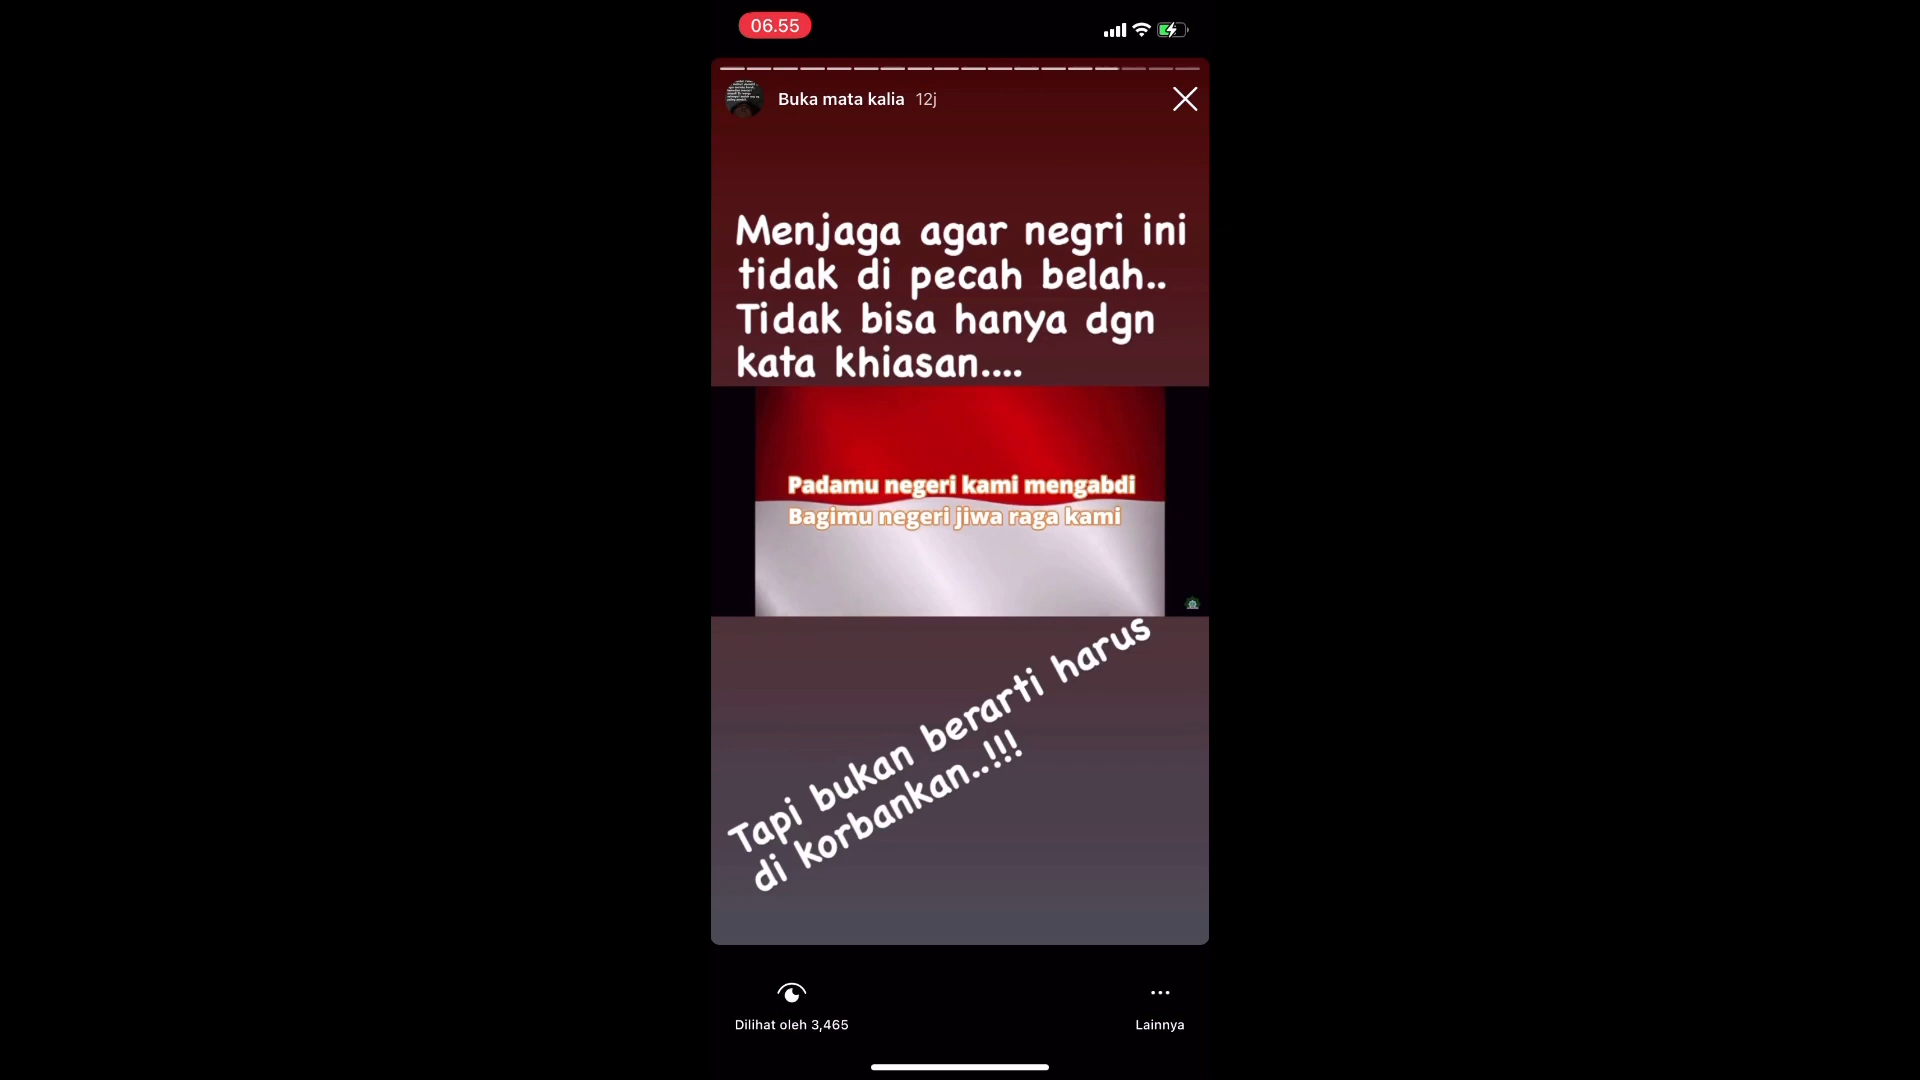 06.55
Buka mata kalia 12j
Menjaga agar negri ini
tidak di pecah belah..
Tidak bisa hanya dgn
kata khiasan....
Padamu negeri kami mengabdi
Bagimu negeri jiwa raga kami
Tapi bukan berarti harus
di korbankan..!!!
Dilihat oleh 3,465
Lainnya